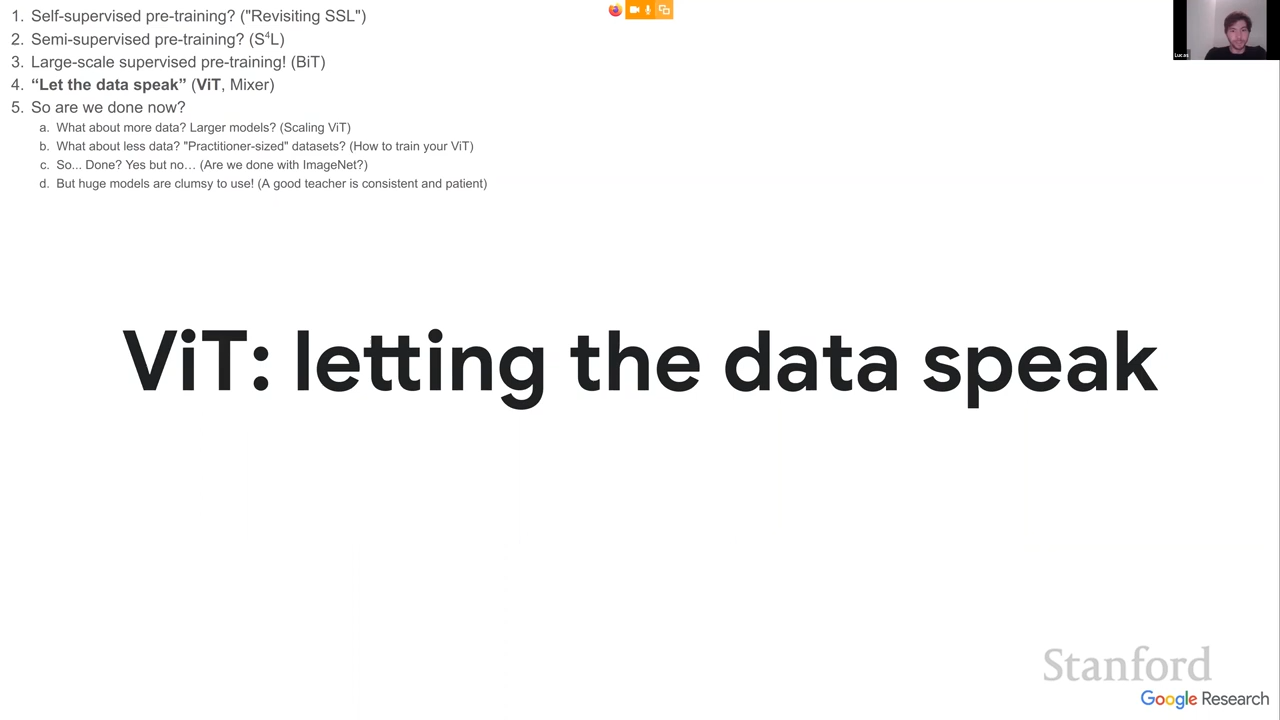 1. Self-supervised pre-training? ("Revisiting SSL")
2. Semi-supervised pre-training? (S⁴L)
3. Large-scale supervised pre-training! (BiT)
4. “Let the data speak” (ViT, Mixer)
5. So are we done now?
a. What about more data? Larger models? (Scaling ViT)
b. What about less data? "Practitioner-sized" datasets? (How to train your ViT)
c. So... Done? Yes but no… (Are we done with ImageNet?)
d. But huge models are clumsy to use! (A good teacher is consistent and patient)
Lucas
ViT: letting the data speak
Stanford
Google Research